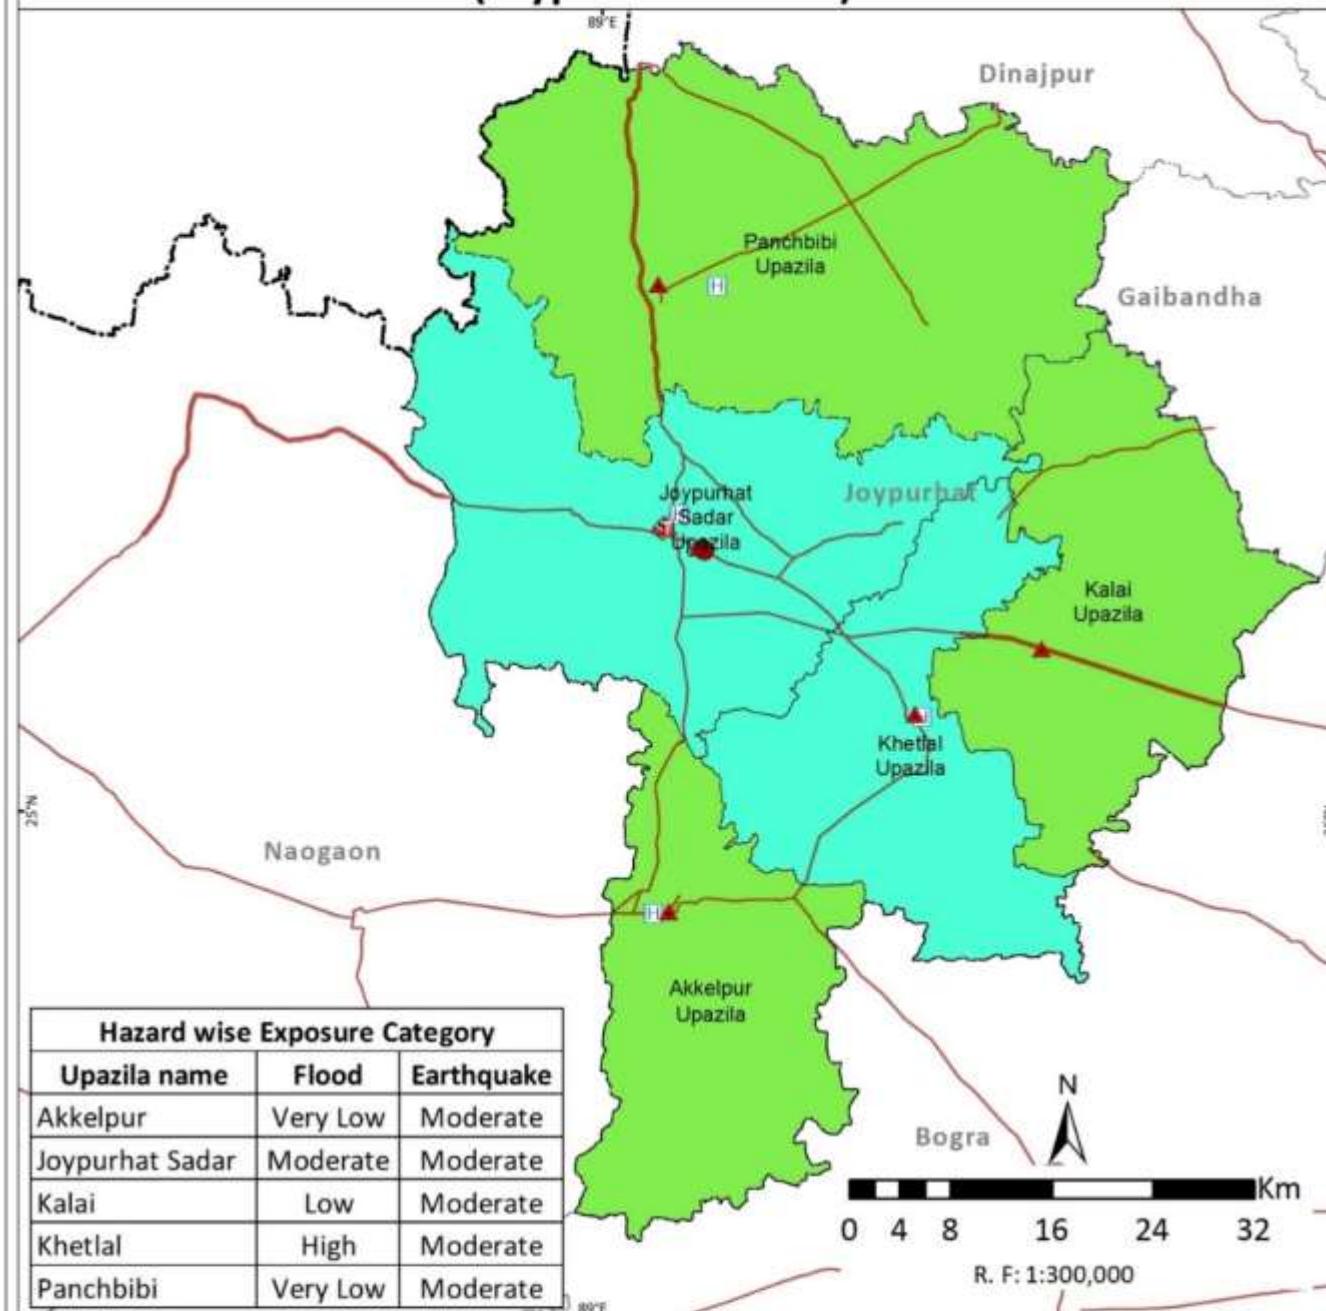 89°E
Dinajpur
Panchbibi
Upazila
H
Gaibandha
Joypurhat
Joypurhat
Sadar
Upazila
Kalai
Upazila
Khetlal
Upazila
25°N
Naogaon
H
Akkelpur
Upazila
Hazard wise Exposure Category
Upazila name Flood Earthquake
Akkelpur Very Low Moderate
Joypurhat Sadar Moderate Moderate
Kalai Low Moderate
Khetlal High Moderate
Panchbibi Very Low Moderate
Bogra
N
Km
0 4 8 16 24 32
R. F: 1:300,000
89°E